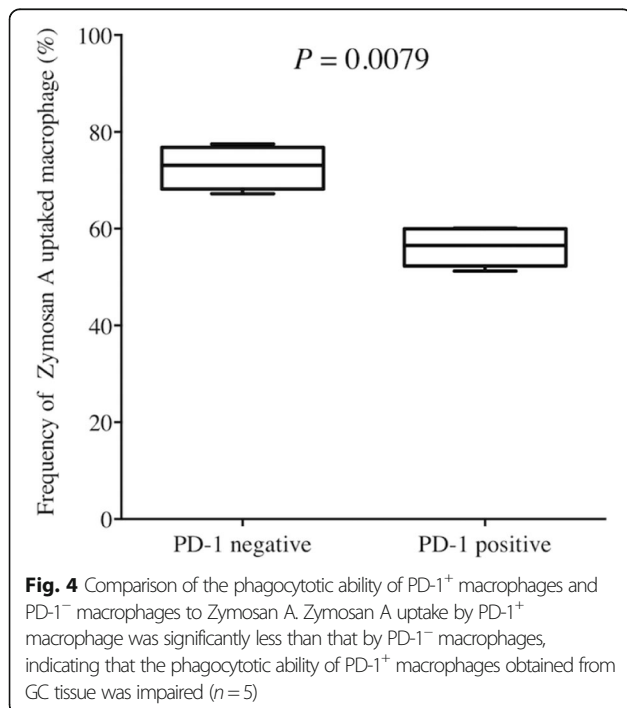 100
80
60
40
20
0
Frequency of Zymosan A uptaked macrophage (%)
P = 0.0079
PD-1 negative PD-1 positive
Fig. 4 Comparison of the phagocytotic ability of PD-1⁺ macrophages and
PD-1⁻ macrophages to Zymosan A. Zymosan A uptake by PD-1⁺
macrophage was significantly less than that by PD-1⁻ macrophages,
indicating that the phagocytotic ability of PD-1⁺ macrophages obtained from
GC tissue was impaired (n = 5)